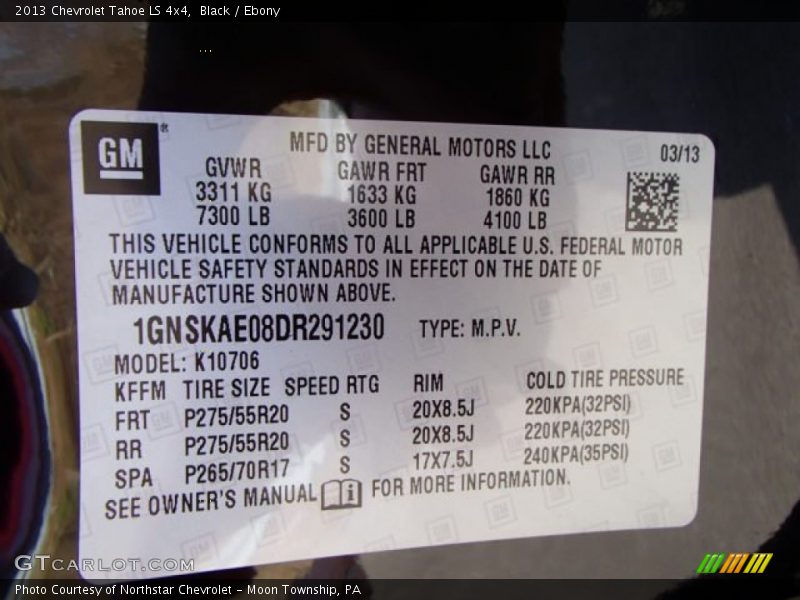 2013 Chevrolet Tahoe LS 4x4, Black / Ebony
...
GM ®
MFD BY GENERAL MOTORS LLC 03/13
GVWR GAWR FRT GAWR RR
3311 KG 1633 KG 1860 KG
7300 LB 3600 LB 4100 LB
THIS VEHICLE CONFORMS TO ALL APPLICABLE U.S. FEDERAL MOTOR
VEHICLE SAFETY STANDARDS IN EFFECT ON THE DATE OF
MANUFACTURE SHOWN ABOVE.
1GNSKAE08DR291230 TYPE: M.P.V.
MODEL: K10706
KFFM TIRE SIZE SPEED RTG RIM COLD TIRE PRESSURE
FRT P275/55R20 S 20X8.5J 220KPA(32PSI)
RR P275/55R20 S 20X8.5J 220KPA(32PSI)
SPA P265/70R17 S 17X7.5J 240KPA(35PSI)
SEE OWNER'S MANUAL i FOR MORE INFORMATION.
GTCARLOT.COM
Photo Courtesy of Northstar Chevrolet - Moon Township, PA